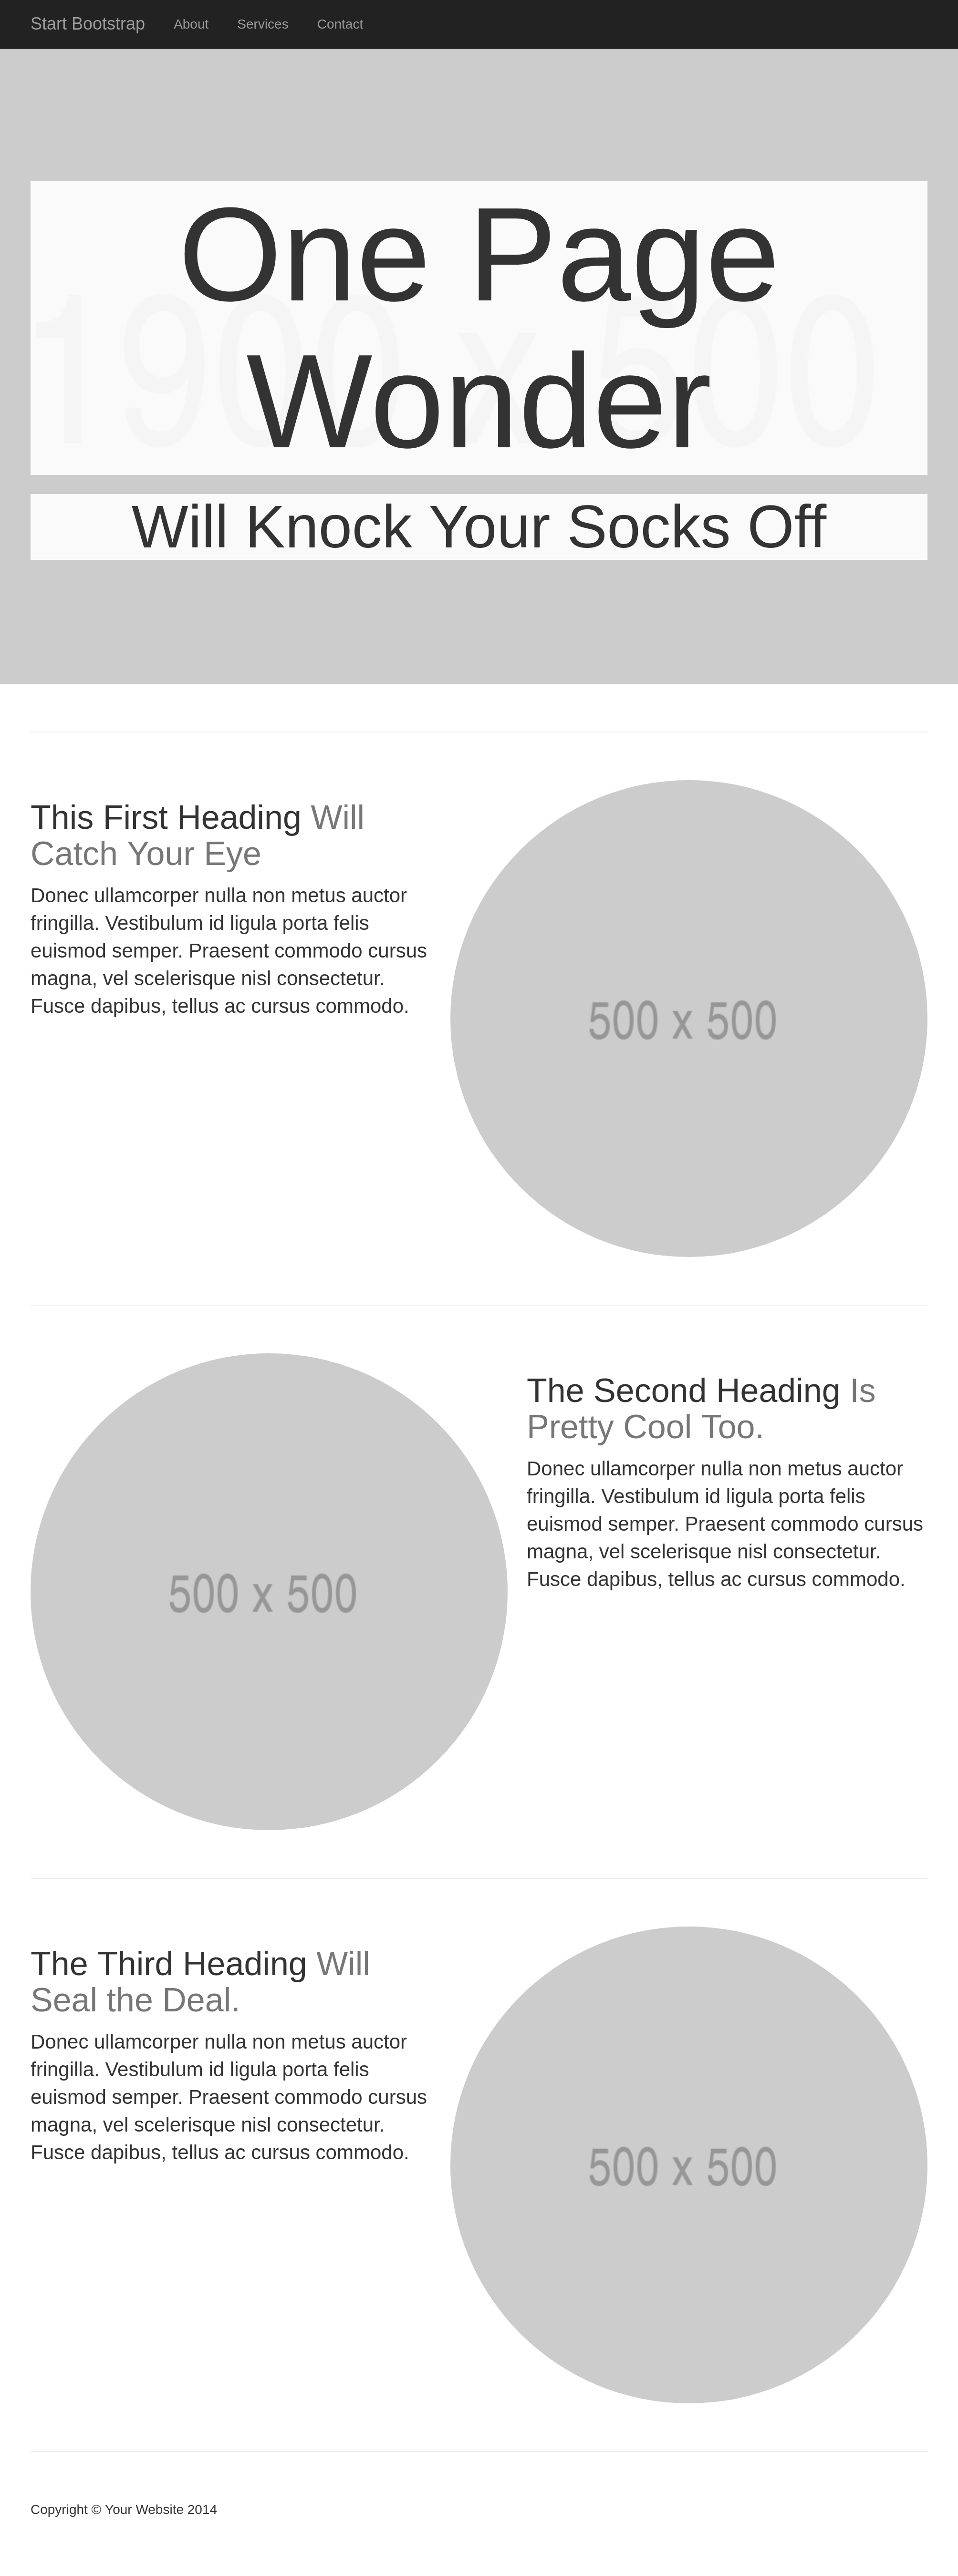 Start Bootstrap About Services Contact
1900 x 500
One Page
Wonder
Will Knock Your Socks Off
This First Heading Will
Catch Your Eye
Donec ullamcorper nulla non metus auctor
fringilla. Vestibulum id ligula porta felis
euismod semper. Praesent commodo cursus
magna, vel scelerisque nisl consectetur.
Fusce dapibus, tellus ac cursus commodo.
500 x 500
500 x 500
The Second Heading Is
Pretty Cool Too.
Donec ullamcorper nulla non metus auctor
fringilla. Vestibulum id ligula porta felis
euismod semper. Praesent commodo cursus
magna, vel scelerisque nisl consectetur.
Fusce dapibus, tellus ac cursus commodo.
The Third Heading Will
Seal the Deal.
Donec ullamcorper nulla non metus auctor
fringilla. Vestibulum id ligula porta felis
euismod semper. Praesent commodo cursus
magna, vel scelerisque nisl consectetur.
Fusce dapibus, tellus ac cursus commodo.
500 x 500
Copyright © Your Website 2014